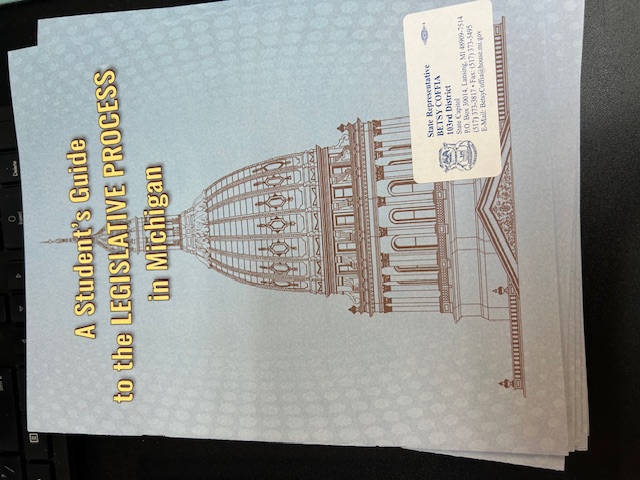 A Student's Guide
to the LEGISLATIVE PROCESS
in Michigan
State Representative
BETSY COFFIA
103rd District
State Capitol
P.O. Box 30014, Lansing, MI 48909-7514
(517) 373-3817 • Fax: (517) 373-5495
E-Mail: BetsyCoffia@house.mi.gov